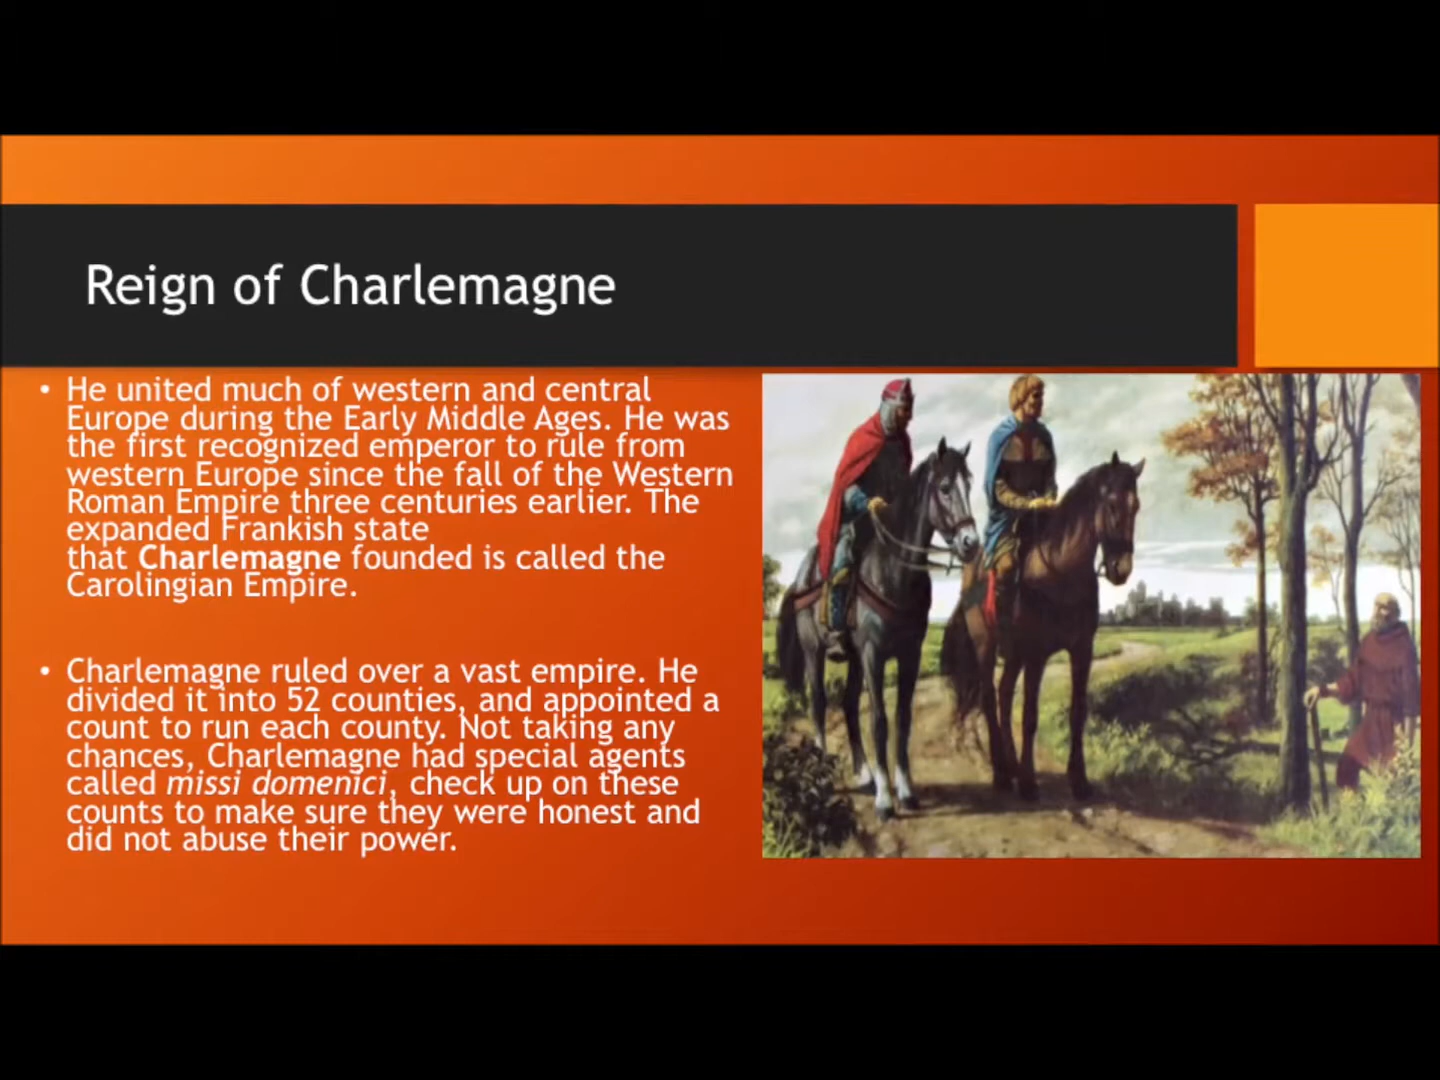 Reign of Charlemagne
• He united much of western and central
Europe during the Early Middle Ages. He was
the first recognized emperor to rule from
western Europe since the fall of the Western
Roman Empire three centuries earlier. The
expanded Frankish state
that Charlemagne founded is called the
Carolingian Empire.
• Charlemagne ruled over a vast empire. He
divided it into 52 counties, and appointed a
count to run each county. Not taking any
chances, Charlemagne had special agents
called missi domenici, check up on these
counts to make sure they were honest and
did not abuse their power.